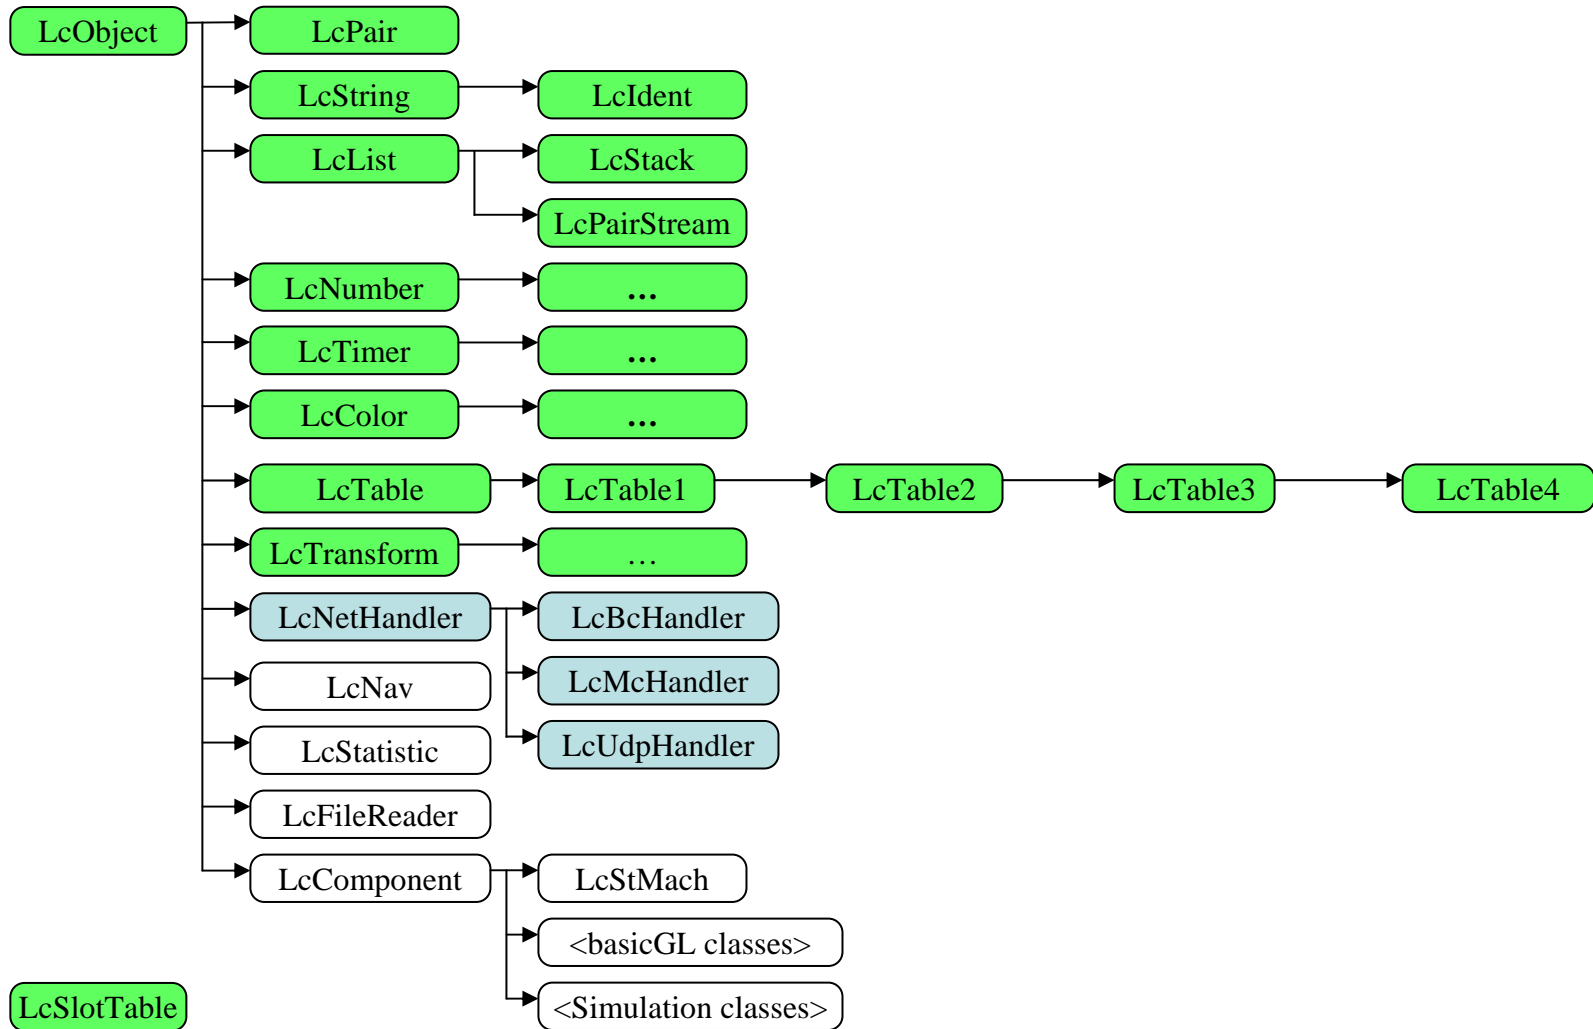 LcObject
LcPair
LcString
LcIdent
LcList
LcStack
LcPairStream
LcNumber
...
LcTimer
...
LcColor
...
LcTable
LcTable1
LcTable2
LcTable3
LcTable4
LcTransform
...
LcNetHandler
LcBcHandler
LcMcHandler
LcUdpHandler
LcNav
LcStatistic
LcFileReader
LcComponent
LcStMach
<basicGL classes>
<Simulation classes>
LcSlotTable